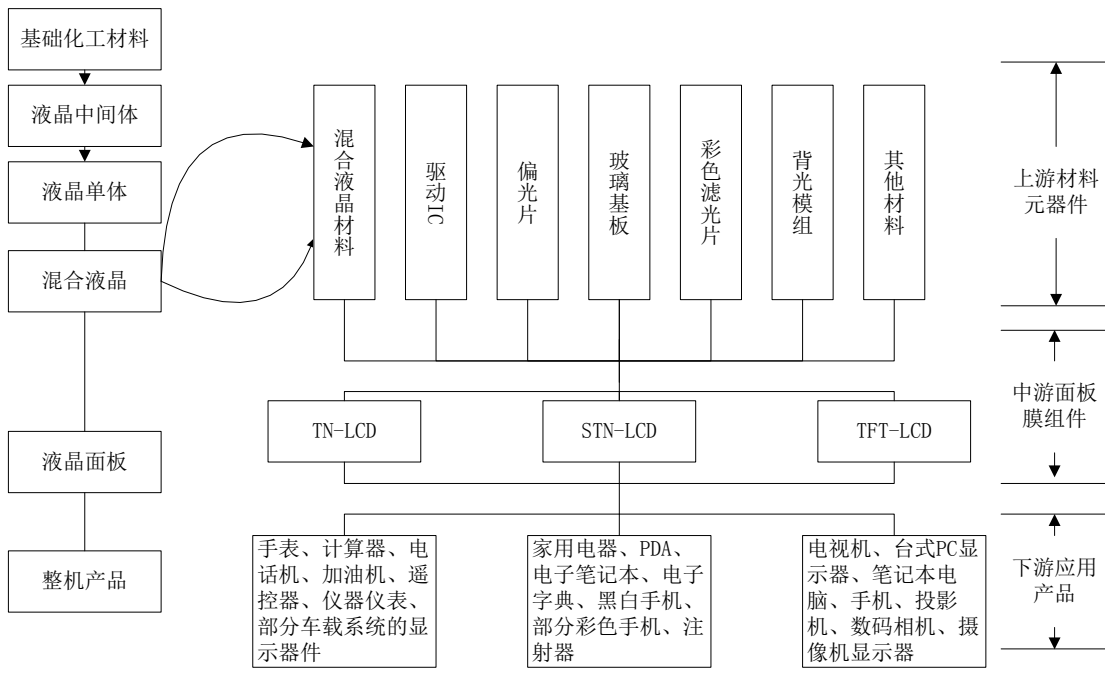 基础化工材料
液晶中间体
液晶单体
混合液晶
液晶面板
整机产品
混合液晶材料
驱动IC
偏光片
玻璃基板
彩色滤光片
背光模组
其他材料
上游材料
元器件
TN-LCD
STN-LCD
TFT-LCD
中游面板
膜组件
手表、计算器、电
话机、加油机、遥
控器、仪器仪表、
部分车载系统的显
示器件
家用电器、PDA、
电子笔记本、电子
字典、黑白手机、
部分彩色手机、注
射器
电视机、台式PC显
示器、笔记本电
脑、手机、投影
机、数码相机、摄
像机显示器
下游应用
产品